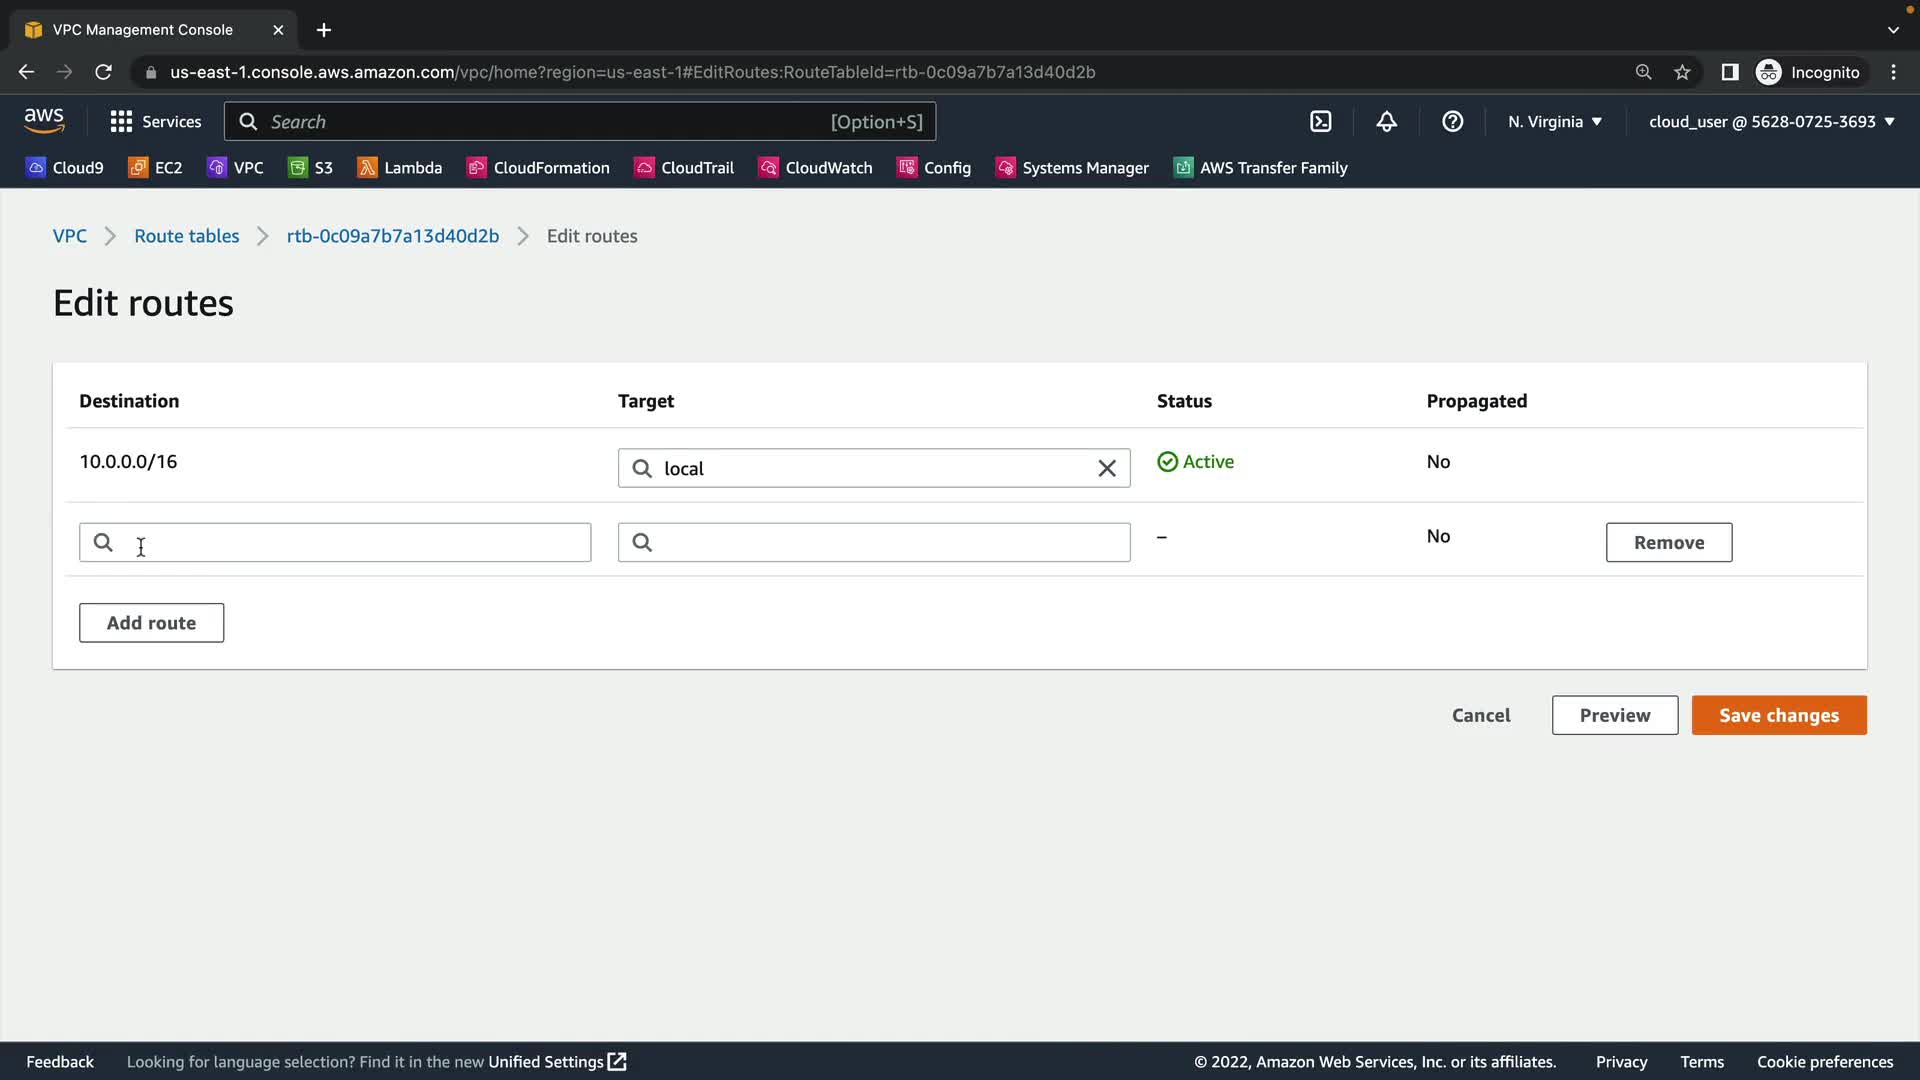 VPC Management Console
us-east-1.console.aws.amazon.com/vpc/home?region=us-east-1#EditRoutes:RouteTableId=rtb-0c09a7b7a13d40d2b
Incognito
aws
Services
Search
[Option+S]
N. Virginia
cloud_user @ 5628-0725-3693
Cloud9
EC2
VPC
S3
Lambda
CloudFormation
CloudTrail
CloudWatch
Config
Systems Manager
AWS Transfer Family
VPC
Route tables
rtb-0c09a7b7a13d40d2b
Edit routes
Edit routes
Destination
Target
Status
Propagated
10.0.0.0/16
local
Active
No
–
No
Remove
Add route
Cancel
Preview
Save changes
Feedback
Looking for language selection? Find it in the new Unified Settings
© 2022, Amazon Web Services, Inc. or its affiliates.
Privacy
Terms
Cookie preferences